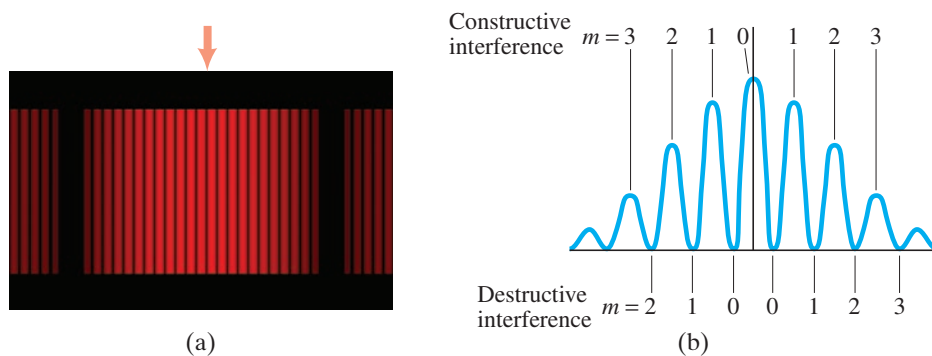 Constructive
interference
m = 3 2 1 0 1 2 3
Destructive
interference
m = 2 1 0 0 1 2 3
(a)
(b)